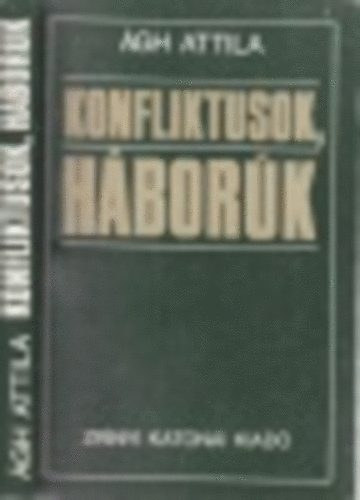 ÁGH ATTILA
KONFLIKTUSOK,
HÁBORÚK
ZRÍNYI KATONAI KIADÓ
ÁGH ATTILA KONFLIKTUSOK, HÁBORÚK